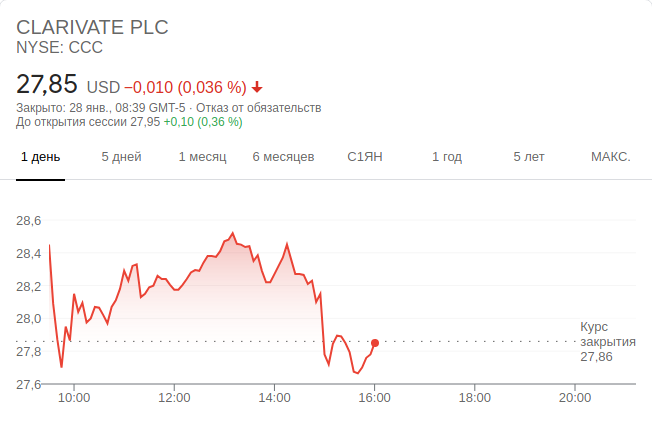 CLARIVATE PLC
NYSE: CCC
27,85 USD −0,010 (0,036 %)
Закрыто: 28 янв., 08:39 GMT-5 · Отказ от обязательств
До открытия сессии 27,95 +0,10 (0,36 %)
1 день 5 дней 1 месяц 6 месяцев С1ЯН 1 год 5 лет МАКС.
28,6
28,4
28,2
28,0
27,8
27,6
Курс
закрытия
27,86
10:00 12:00 14:00 16:00 18:00 20:00